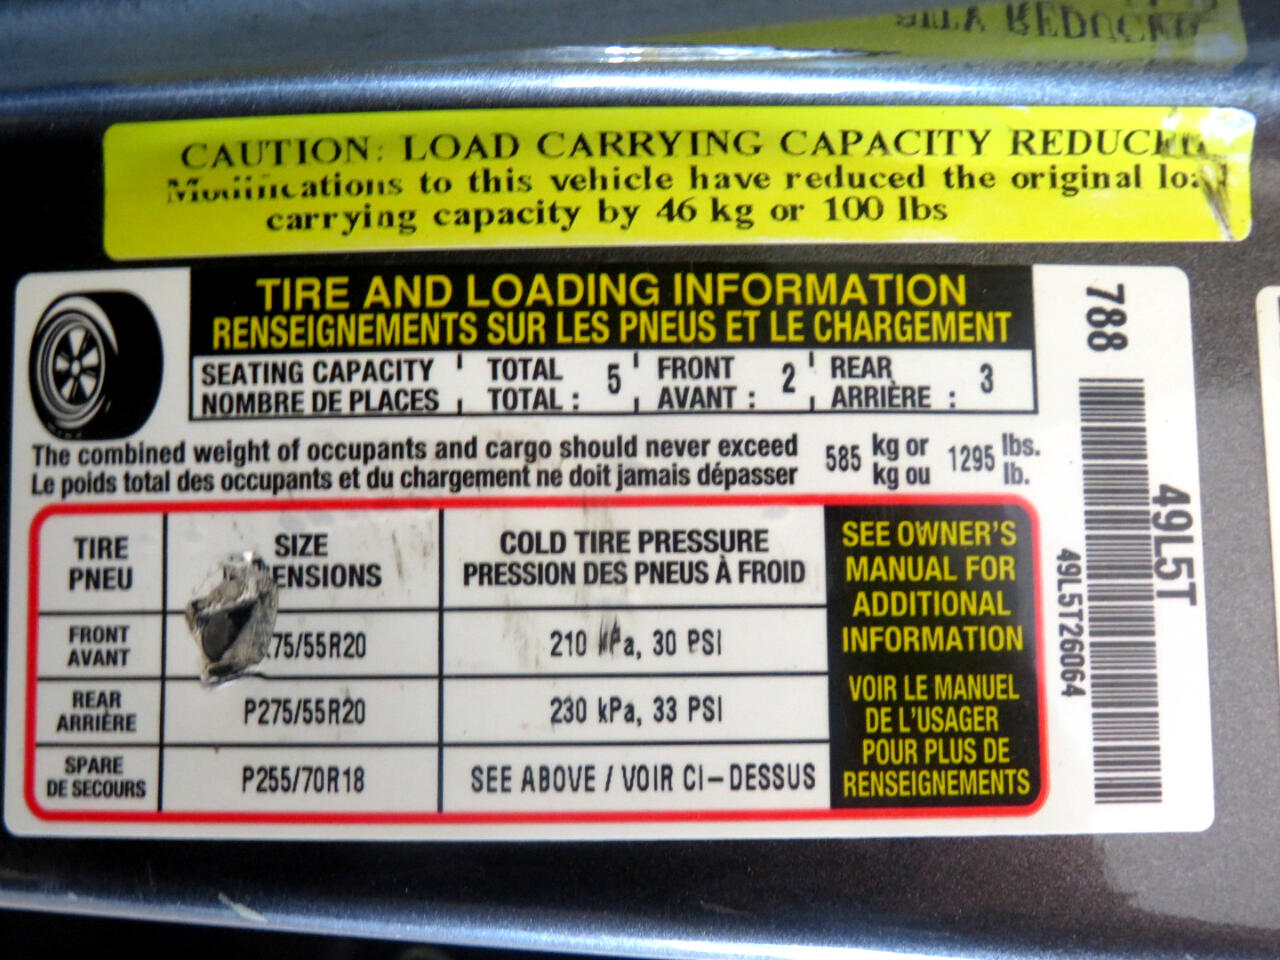 CAUTION: LOAD CARRYING CAPACITY REDUCED
Modifications to this vehicle have reduced the original load
carrying capacity by 46 kg or 100 lbs
TIRE AND LOADING INFORMATION
RENSEIGNEMENTS SUR LES PNEUS ET LE CHARGEMENT
SEATING CAPACITY TOTAL 5 FRONT 2 REAR 3
NOMBRE DE PLACES TOTAL : AVANT : ARRIÈRE :
The combined weight of occupants and cargo should never exceed 585 kg or 1295 lbs.
Le poids total des occupants et du chargement ne doit jamais dépasser kg ou lb.
TIRE SIZE COLD TIRE PRESSURE
PNEU ENSIONS PRESSION DES PNEUS À FROID
FRONT
AVANT
75/55R20 210 kPa, 30 PSI
REAR
ARRIÈRE
P275/55R20 230 kPa, 33 PSI
SPARE
DE SECOURS
P255/70R18 SEE ABOVE / VOIR CI-DESSUS
SEE OWNER'S
MANUAL FOR
ADDITIONAL
INFORMATION
VOIR LE MANUEL
DE L'USAGER
POUR PLUS DE
RENSEIGNEMENTS
788
49L5T
49L5T26064